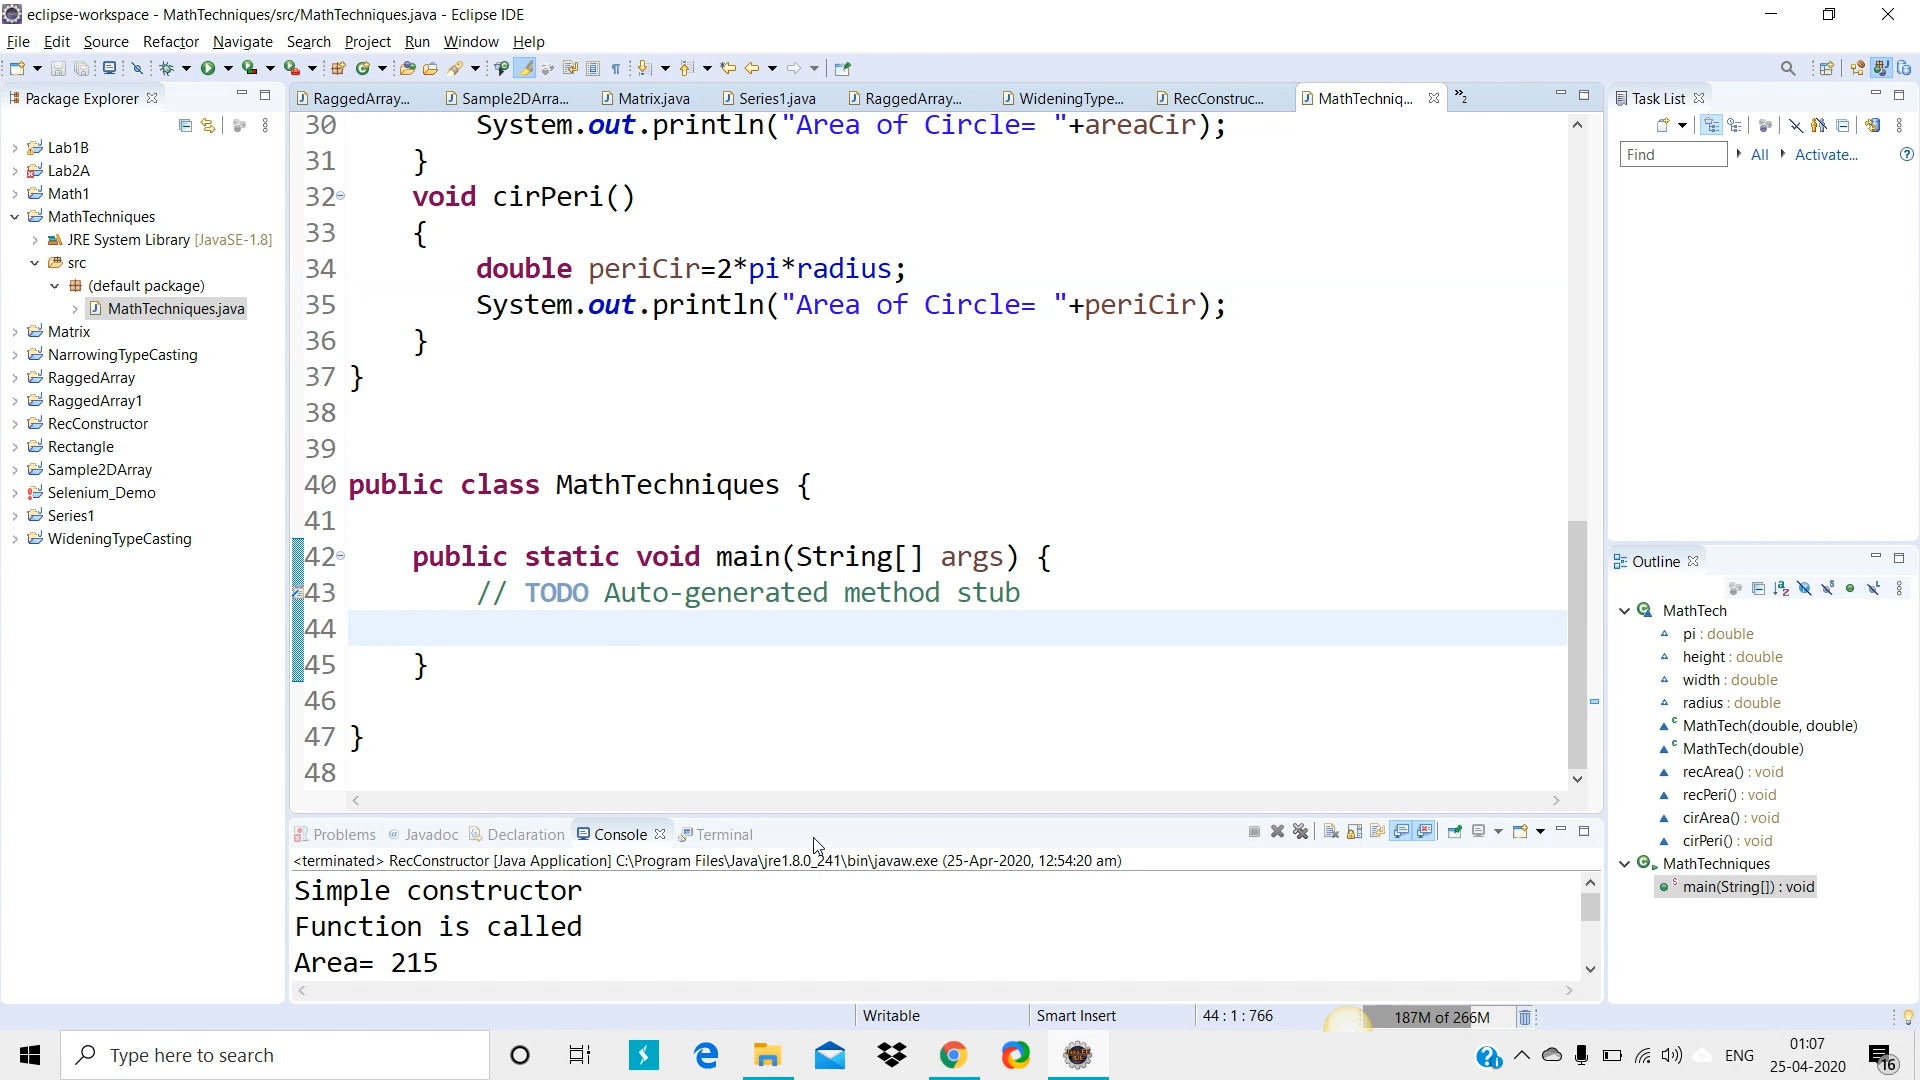 eclipse-workspace - MathTechniques/src/MathTechniques.java - Eclipse IDE
File Edit Source Refactor Navigate Search Project Run Window Help
Package Explorer
Lab1B
Lab2A
Math1
MathTechniques
JRE System Library [JavaSE-1.8]
src
(default package)
MathTechniques.java
Matrix
NarrowingTypeCasting
RaggedArray
RaggedArray1
RecConstructor
Rectangle
Sample2DArray
Selenium_Demo
Series1
WideningTypeCasting
RaggedArray... Sample2DArra... Matrix.java Series1.java RaggedArray... WideningType... RecConstruc... MathTechniq... »2
30 System.out.println("Area of Circle= "+areaCir);
31 }
32 void cirPeri()
33 {
34 double periCir=2*pi*radius;
35 System.out.println("Area of Circle= "+periCir);
36 }
37 }
38
39
40 public class MathTechniques {
41
42 public static void main(String[] args) {
43 // TODO Auto-generated method stub
44
45 }
46
47 }
48
Problems @ Javadoc Declaration Console Terminal
<terminated> RecConstructor [Java Application] C:\Program Files\Java\jre1.8.0_241\bin\javaw.exe (25-Apr-2020, 12:54:20 am)
Simple constructor
Function is called
Area= 215
Task List
Find All Activate...
Outline
MathTech
pi : double
height : double
width : double
radius : double
MathTech(double, double)
MathTech(double)
recArea() : void
recPeri() : void
cirArea() : void
cirPeri() : void
MathTechniques
main(String[]) : void
Writable Smart Insert 44 : 1 : 766 187M of 266M
Type here to search
ENG
01:07
25-04-2020
16